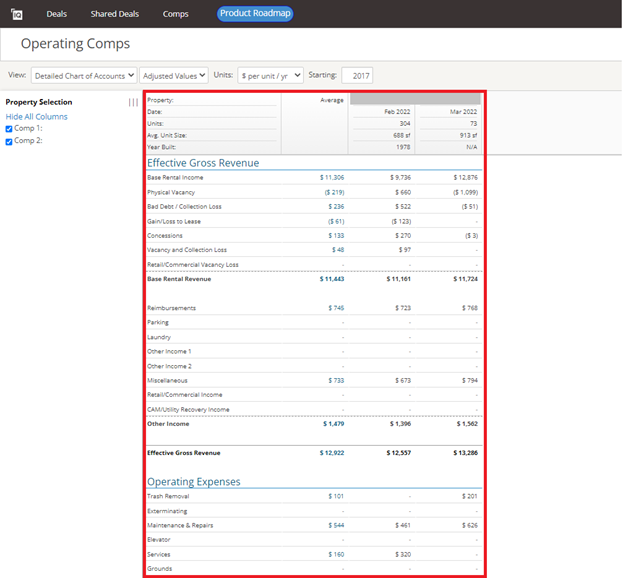 IQ
Deals Shared Deals Comps Product Roadmap
Operating Comps
View: Detailed Chart of Accounts Adjusted Values Units: $ per unit / yr Starting: 2017
Property Selection
Hide All Columns
Comp 1:
Comp 2:
Property: Average
Date: Feb 2022 Mar 2022
Units: 304 73
Avg. Unit Size: 688 sf 913 sf
Year Built: 1978 N/A
Effective Gross Revenue
Base Rental Income $ 11,306 $ 9,736 $ 12,876
Physical Vacancy ($ 219) $ 660 ($ 1,099)
Bad Debt / Collection Loss $ 236 $ 522 ($ 51)
Gain/Loss to Lease ($ 61) ($ 123) -
Concessions $ 133 $ 270 ($ 3)
Vacancy and Collection Loss $ 48 $ 97 -
Retail/Commercial Vacancy Loss - - -
Base Rental Revenue $ 11,443 $ 11,161 $ 11,724
Reimbursements $ 745 $ 723 $ 768
Parking - - -
Laundry - - -
Other Income 1 - - -
Other Income 2 - - -
Miscellaneous $ 733 $ 673 $ 794
Retail/Commercial Income - - -
CAM/Utility Recovery Income - - -
Other Income $ 1,479 $ 1,396 $ 1,562
Effective Gross Revenue $ 12,922 $ 12,557 $ 13,286
Operating Expenses
Trash Removal $ 101 - $ 201
Exterminating - - -
Maintenance & Repairs $ 544 $ 461 $ 626
Elevator - - -
Services $ 160 $ 320 -
Grounds - - -